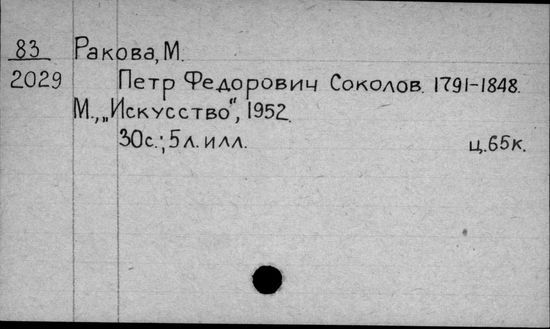 83 Ракова, М.
2029 Петр Федорович Соколов. 1791-1848.
М., „Искусство", 1952.
30с.; 5л. илл. ц. 65к.